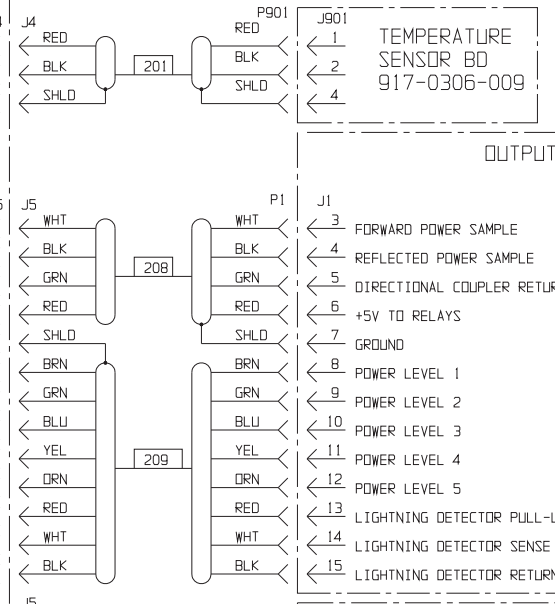 4 J4 P901 J901
RED RED 1 TEMPERATURE
BLK 201 BLK 2 SENSOR BD
SHLD SHLD 4 917-0306-009
OUTPUT
J5 P1 J1
WHT WHT 3 FORWARD POWER SAMPLE
BLK BLK 4 REFLECTED POWER SAMPLE
208
GRN GRN 5 DIRECTIONAL COUPLER RETUR
RED RED 6 +5V TO RELAYS
SHLD SHLD 7 GROUND
BRN BRN 8 POWER LEVEL 1
GRN GRN 9 POWER LEVEL 2
BLU BLU 10 POWER LEVEL 3
YEL YEL 11 POWER LEVEL 4
209
ORN ORN 12 POWER LEVEL 5
RED RED 13 LIGHTNING DETECTOR PULL-U
WHT WHT 14 LIGHTNING DETECTOR SENSE
BLK BLK 15 LIGHTNING DETECTOR RETURN
J5